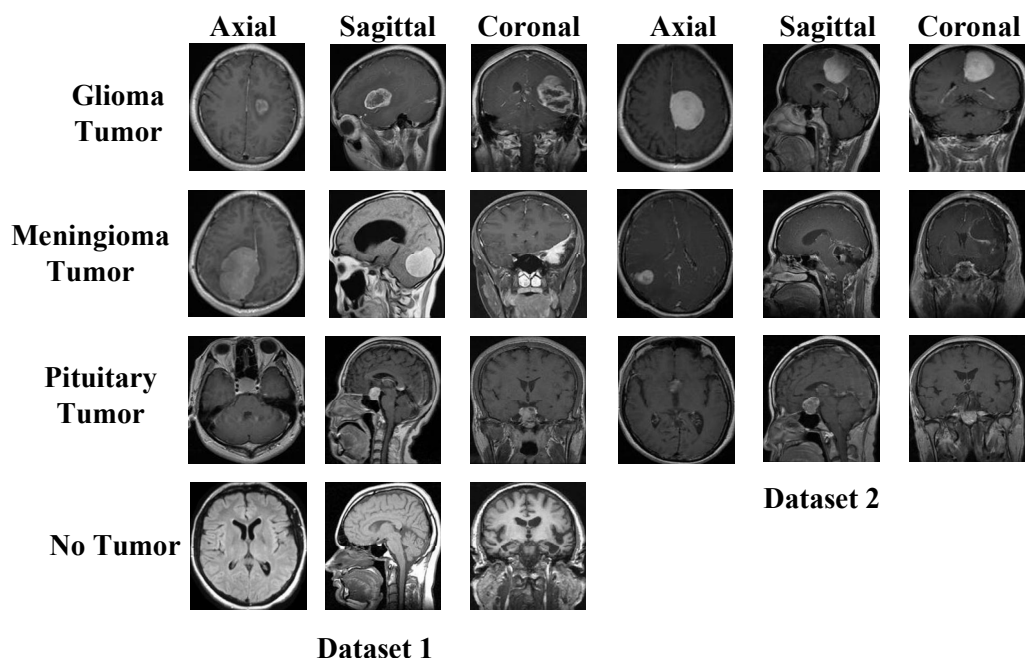 Axial Sagittal Coronal Axial Sagittal Coronal
Glioma
Tumor
Meningioma
Tumor
Pituitary
Tumor
Dataset 2
No Tumor
Dataset 1